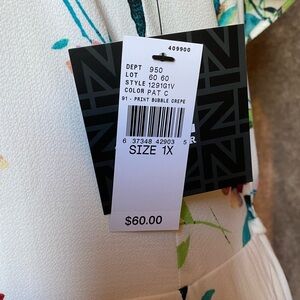 409900
DEPT 950
LOT 60 60
STYLE 1291G1V
COLOR PAT C
91 - PRINT BUBBLE CREPE
6 37348 42903 5
SIZE 1X
$60.00
R